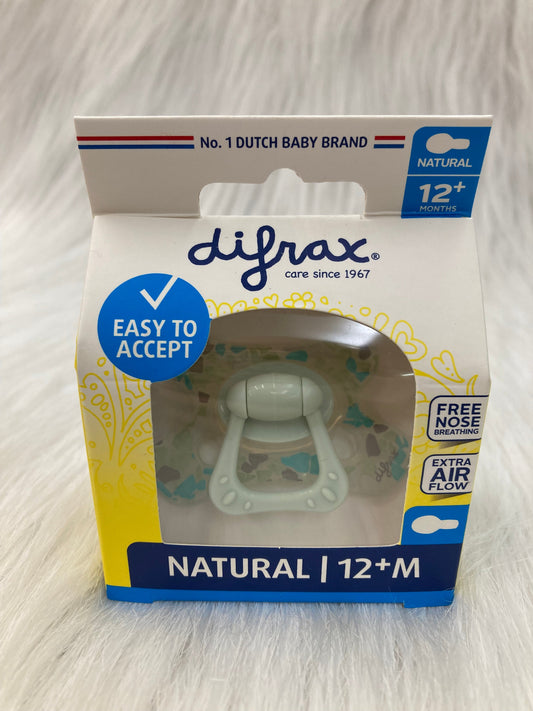 No. 1 DUTCH BABY BRAND
NATURAL
12+
MONTHS
difrax®
care since 1967
EASY TO
ACCEPT
FREE
NOSE
BREATHING
EXTRA
AIR
FLOW
difrax
NATURAL | 12+M